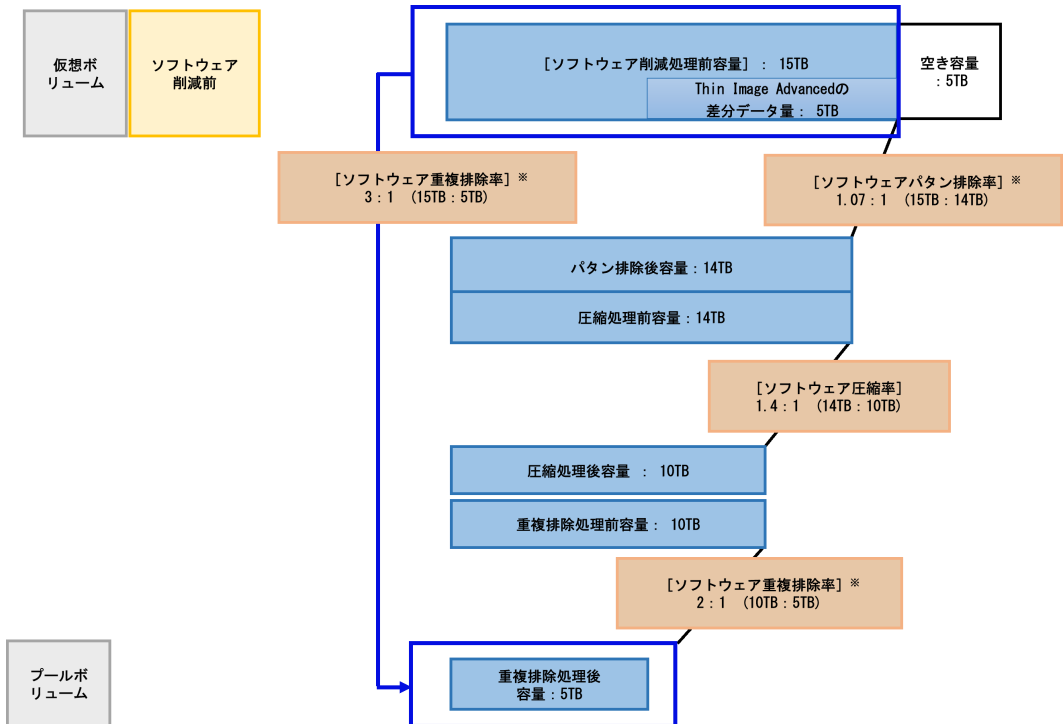 仮想ボ
リューム
ソフトウェア
削減前
[ソフトウェア削減処理前容量] : 15TB
Thin Image Advancedの
差分データ量: 5TB
空き容量
: 5TB
[ソフトウェア重複排除率] ※
3:1 (15TB:5TB)
[ソフトウェアパタン排除率] ※
1.07:1 (15TB:14TB)
パタン排除後容量:14TB
圧縮処理前容量:14TB
[ソフトウェア圧縮率]
1.4:1 (14TB:10TB)
圧縮処理後容量 : 10TB
重複排除処理前容量: 10TB
[ソフトウェア重複排除率] ※
2:1 (10TB:5TB)
プールボ
リューム
重複排除処理後
容量:5TB